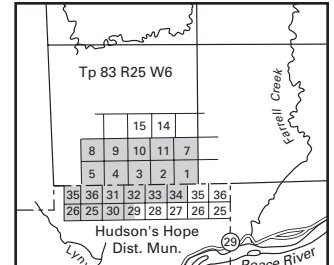 Tp 83 R25 W6
Farrell Creek
15 14
8 9 10 11 7
5 4 3 2 1
35 36 31 32 33 34 35 36
26 25 30 29 28 27 26 25
Hudson's Hope
Dist. Mun.
29
Peace River